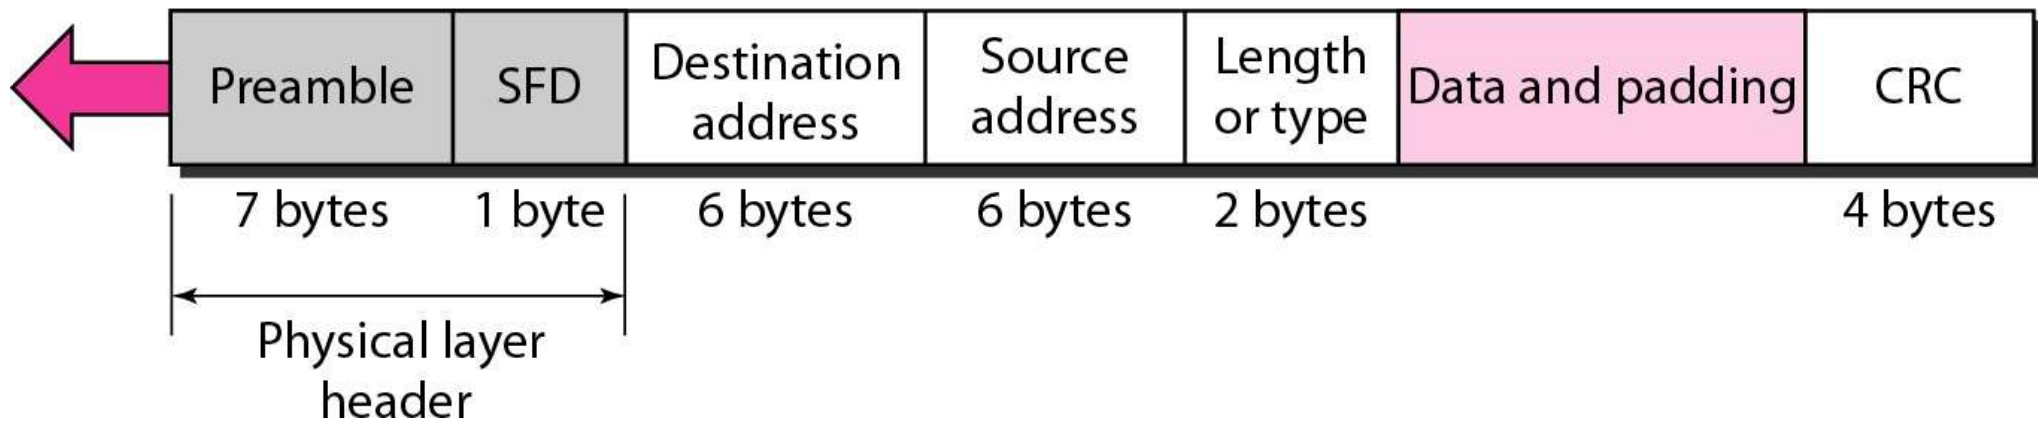 Preamble
SFD
Destination
address
Source
address
Length
or type
Data and padding
CRC
7 bytes
1 byte
6 bytes
6 bytes
2 bytes
4 bytes
Physical layer
header